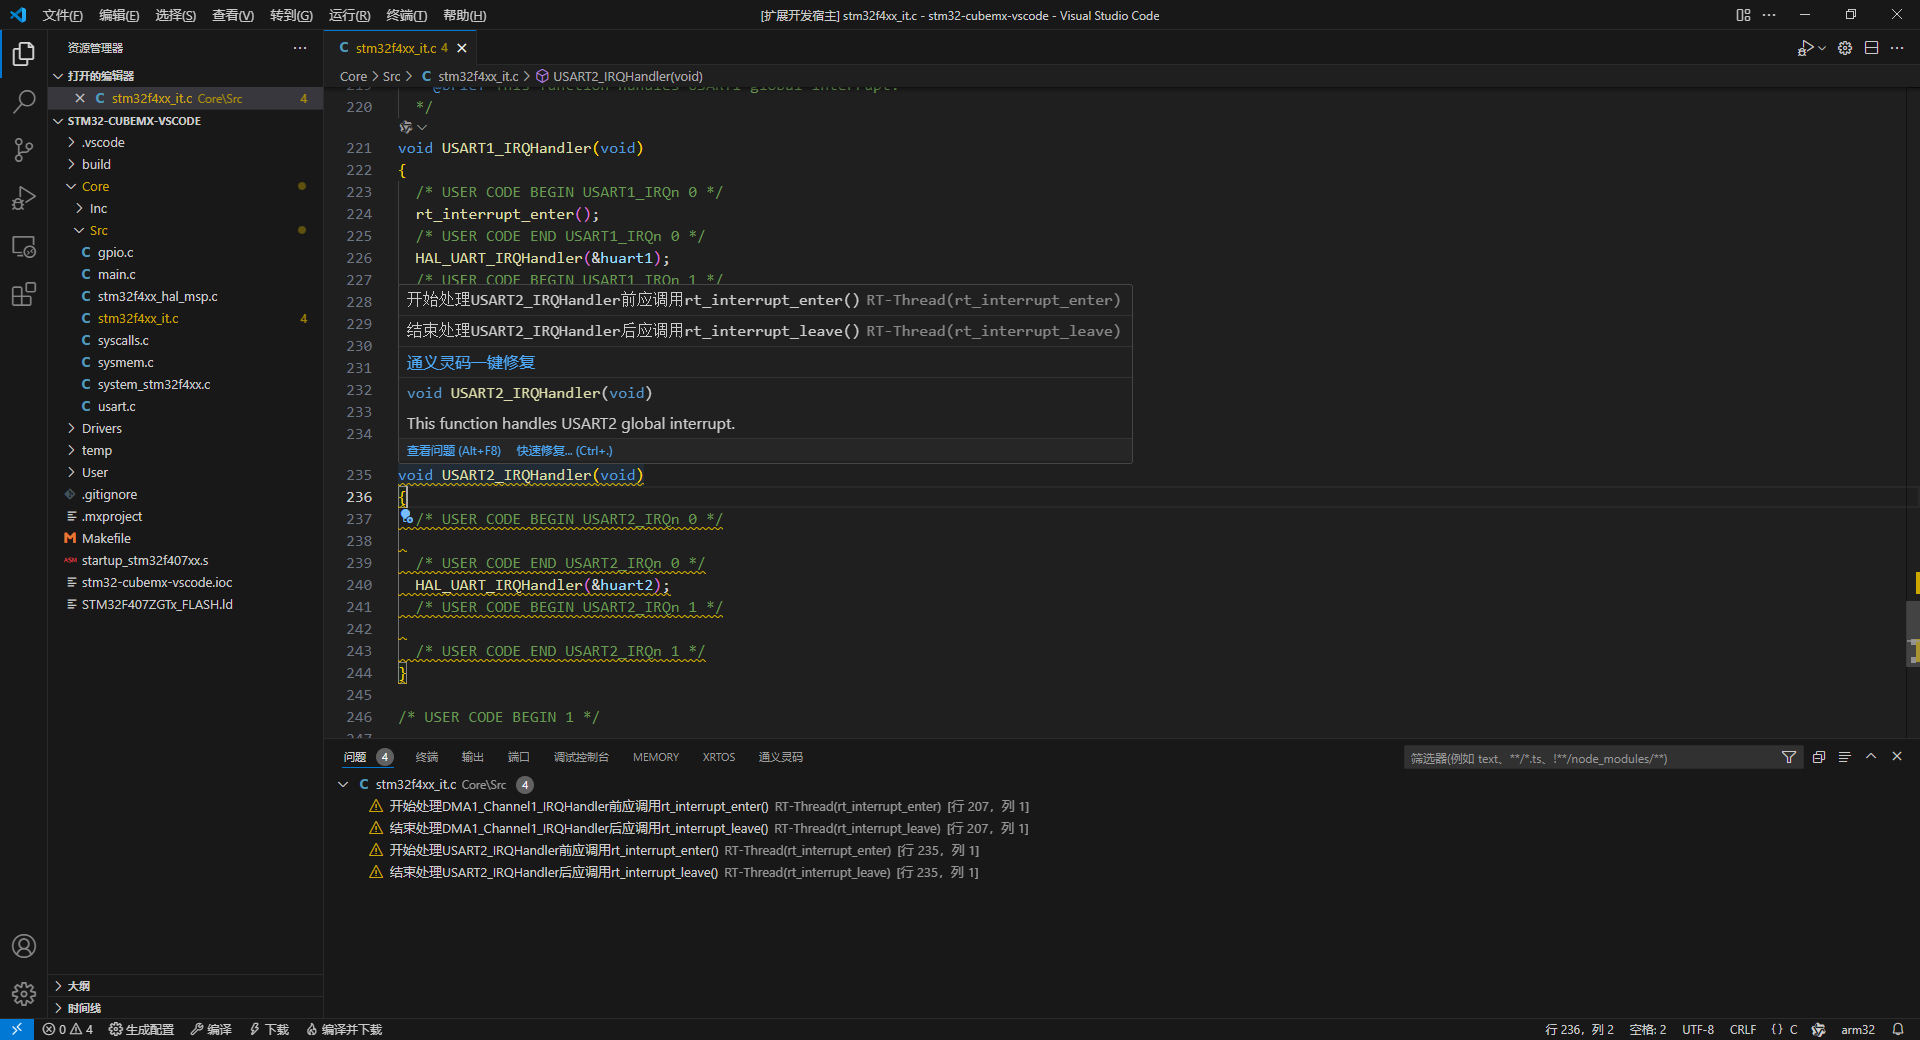 文件(F) 编辑(E) 选择(S) 查看(V) 转到(G) 运行(R) 终端(T) 帮助(H)
[扩展开发宿主] stm32f4xx_it.c - stm32-cubemx-vscode - Visual Studio Code
资源管理器
打开的编辑器
stm32f4xx_it.c Core\Src 4
STM32-CUBEMX-VSCODE
.vscode
build
Core
Inc
Src
C gpio.c
C main.c
C stm32f4xx_hal_msp.c
C stm32f4xx_it.c 4
C syscalls.c
C sysmem.c
C system_stm32f4xx.c
C usart.c
Drivers
temp
User
.gitignore
.mxproject
M Makefile
ASM startup_stm32f407xx.s
stm32-cubemx-vscode.ioc
STM32F407ZGTx_FLASH.ld
大纲
时间线
C stm32f4xx_it.c 4
Core > Src > C stm32f4xx_it.c > USART2_IRQHandler(void)
219 @brief This function handles USART1 global interrupt.
220 */
221 void USART1_IRQHandler(void)
222 {
223 /* USER CODE BEGIN USART1_IRQn 0 */
224 rt_interrupt_enter();
225 /* USER CODE END USART1_IRQn 0 */
226 HAL_UART_IRQHandler(&huart1);
227 /* USER CODE BEGIN USART1_IRQn 1 */
228
229
230
231
232
233
234
开始处理USART2_IRQHandler前应调用rt_interrupt_enter() RT-Thread(rt_interrupt_enter)
结束处理USART2_IRQHandler后应调用rt_interrupt_leave() RT-Thread(rt_interrupt_leave)
通义灵码一键修复
void USART2_IRQHandler(void)
This function handles USART2 global interrupt.
查看问题 (Alt+F8) 快速修复... (Ctrl+.)
235 void USART2_IRQHandler(void)
236 {
237 /* USER CODE BEGIN USART2_IRQn 0 */
238
239 /* USER CODE END USART2_IRQn 0 */
240 HAL_UART_IRQHandler(&huart2);
241 /* USER CODE BEGIN USART2_IRQn 1 */
242
243 /* USER CODE END USART2_IRQn 1 */
244 }
245
246 /* USER CODE BEGIN 1 */
247
问题 4 终端 输出 端口 调试控制台 MEMORY XRTOS 通义灵码
筛选器(例如 text、**/*.ts、!**/node_modules/**)
C stm32f4xx_it.c Core\Src 4
开始处理DMA1_Channel1_IRQHandler前应调用rt_interrupt_enter() RT-Thread(rt_interrupt_enter) [行 207，列 1]
结束处理DMA1_Channel1_IRQHandler后应调用rt_interrupt_leave() RT-Thread(rt_interrupt_leave) [行 207，列 1]
开始处理USART2_IRQHandler前应调用rt_interrupt_enter() RT-Thread(rt_interrupt_enter) [行 235，列 1]
结束处理USART2_IRQHandler后应调用rt_interrupt_leave() RT-Thread(rt_interrupt_leave) [行 235，列 1]
0 4 生成配置 编译 下载 编译并下载
行 236，列 2 空格: 2 UTF-8 CRLF {} C arm32